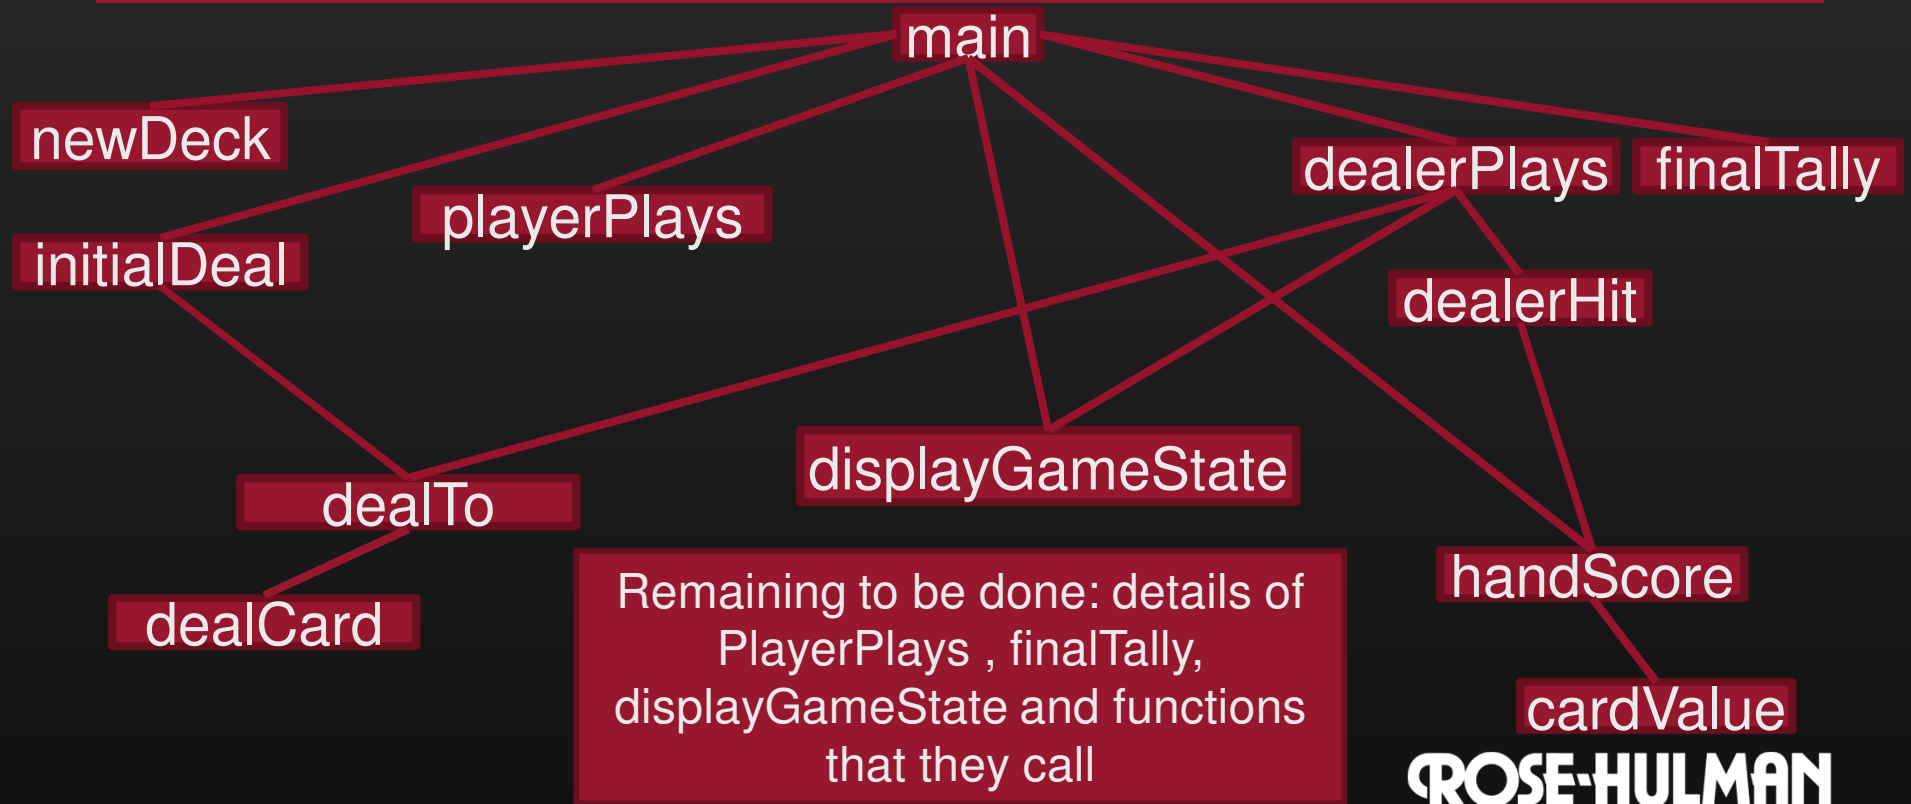 main
newDeck
dealerPlays
finalTally
playerPlays
initialDeal
dealerHit
displayGameState
dealTo
handScore
dealCard
Remaining to be done: details of
PlayerPlays , finalTally,
displayGameState and functions
that they call
cardValue
ROSE-HULMAN